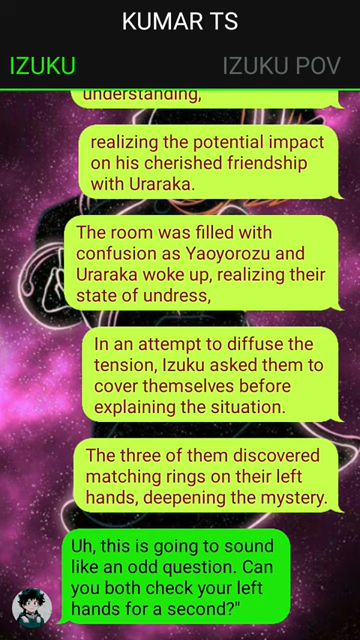 KUMAR TS
IZUKU
IZUKU POV
understanding,
realizing the potential impact
on his cherished friendship
with Uraraka.
The room was filled with
confusion as Yaoyorozu and
Uraraka woke up, realizing their
state of undress,
In an attempt to diffuse the
tension, Izuku asked them to
cover themselves before
explaining the situation.
The three of them discovered
matching rings on their left
hands, deepening the mystery.
Uh, this is going to sound
like an odd question. Can
you both check your left
hands for a second?"